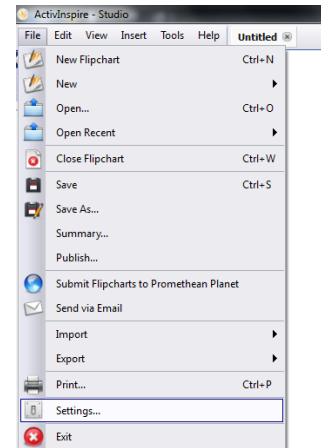 ActivInspire - Studio
File Edit View Insert Tools Help Untitled
New Flipchart Ctrl+N
New
Open... Ctrl+O
Open Recent
Close Flipchart Ctrl+W
Save Ctrl+S
Save As...
Summary...
Publish...
Submit Flipcharts to Promethean Planet
Send via Email
Import
Export
Print... Ctrl+P
Settings...
Exit